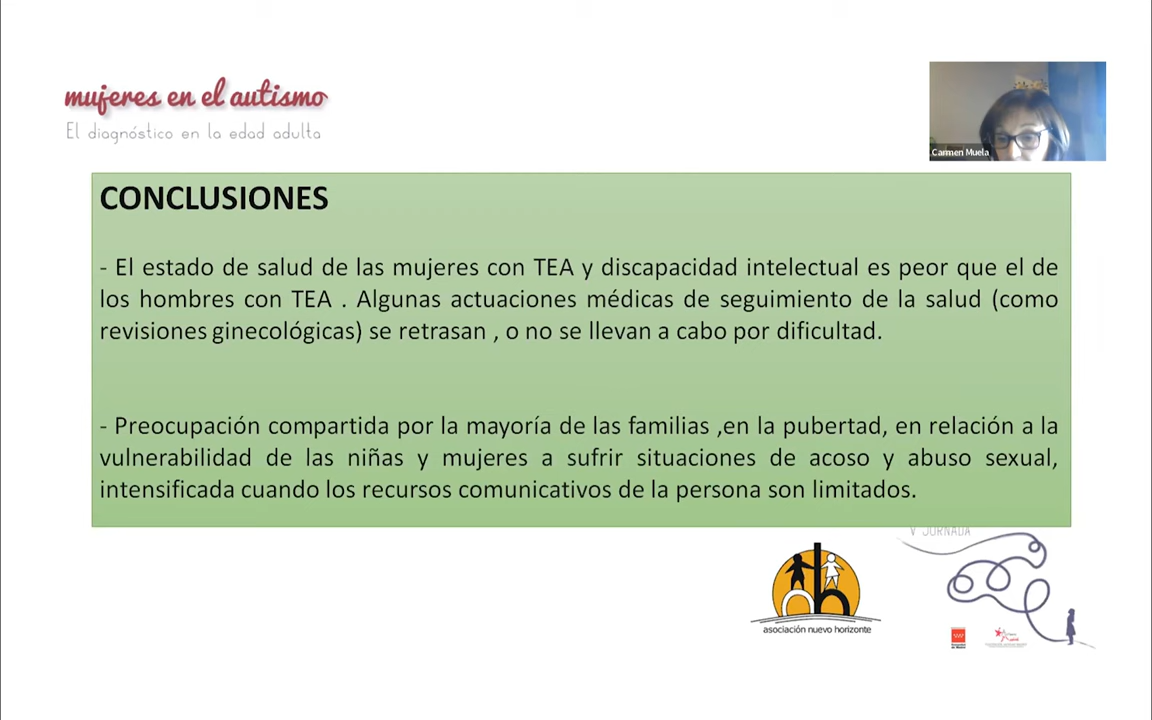 mujeres en el autismo
El diagnóstico en la edad adulta
Carmen Muela
CONCLUSIONES
- El estado de salud de las mujeres con TEA y discapacidad intelectual es peor que el de
los hombres con TEA . Algunas actuaciones médicas de seguimiento de la salud (como
revisiones ginecológicas) se retrasan , o no se llevan a cabo por dificultad.
- Preocupación compartida por la mayoría de las familias ,en la pubertad, en relación a la
vulnerabilidad de las niñas y mujeres a sufrir situaciones de acoso y abuso sexual,
intensificada cuando los recursos comunicativos de la persona son limitados.
V JORNADA
nh
asociación nuevo horizonte